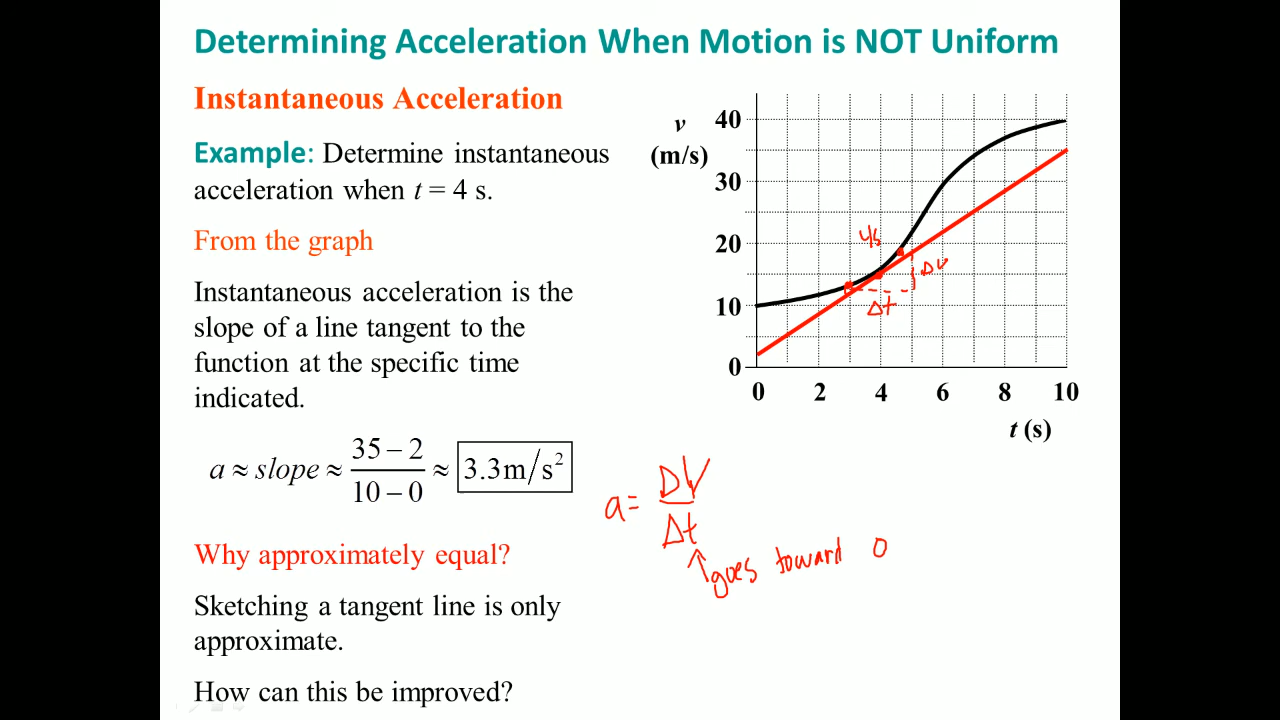 Determining Acceleration When Motion is NOT Uniform
Instantaneous Acceleration
Example: Determine instantaneous
acceleration when t = 4 s.
From the graph
Instantaneous acceleration is the
slope of a line tangent to the
function at the specific time
indicated.
a ≈ slope ≈ 35 − 2 / 10 − 0 ≈ 3.3 m/s²
Why approximately equal?
Sketching a tangent line is only
approximate.
How can this be improved?
v
(m/s)
40
30
20
10
0
0 2 4 6 8 10
t (s)
Δv
Δt
a = ΔV / Δt
goes toward 0